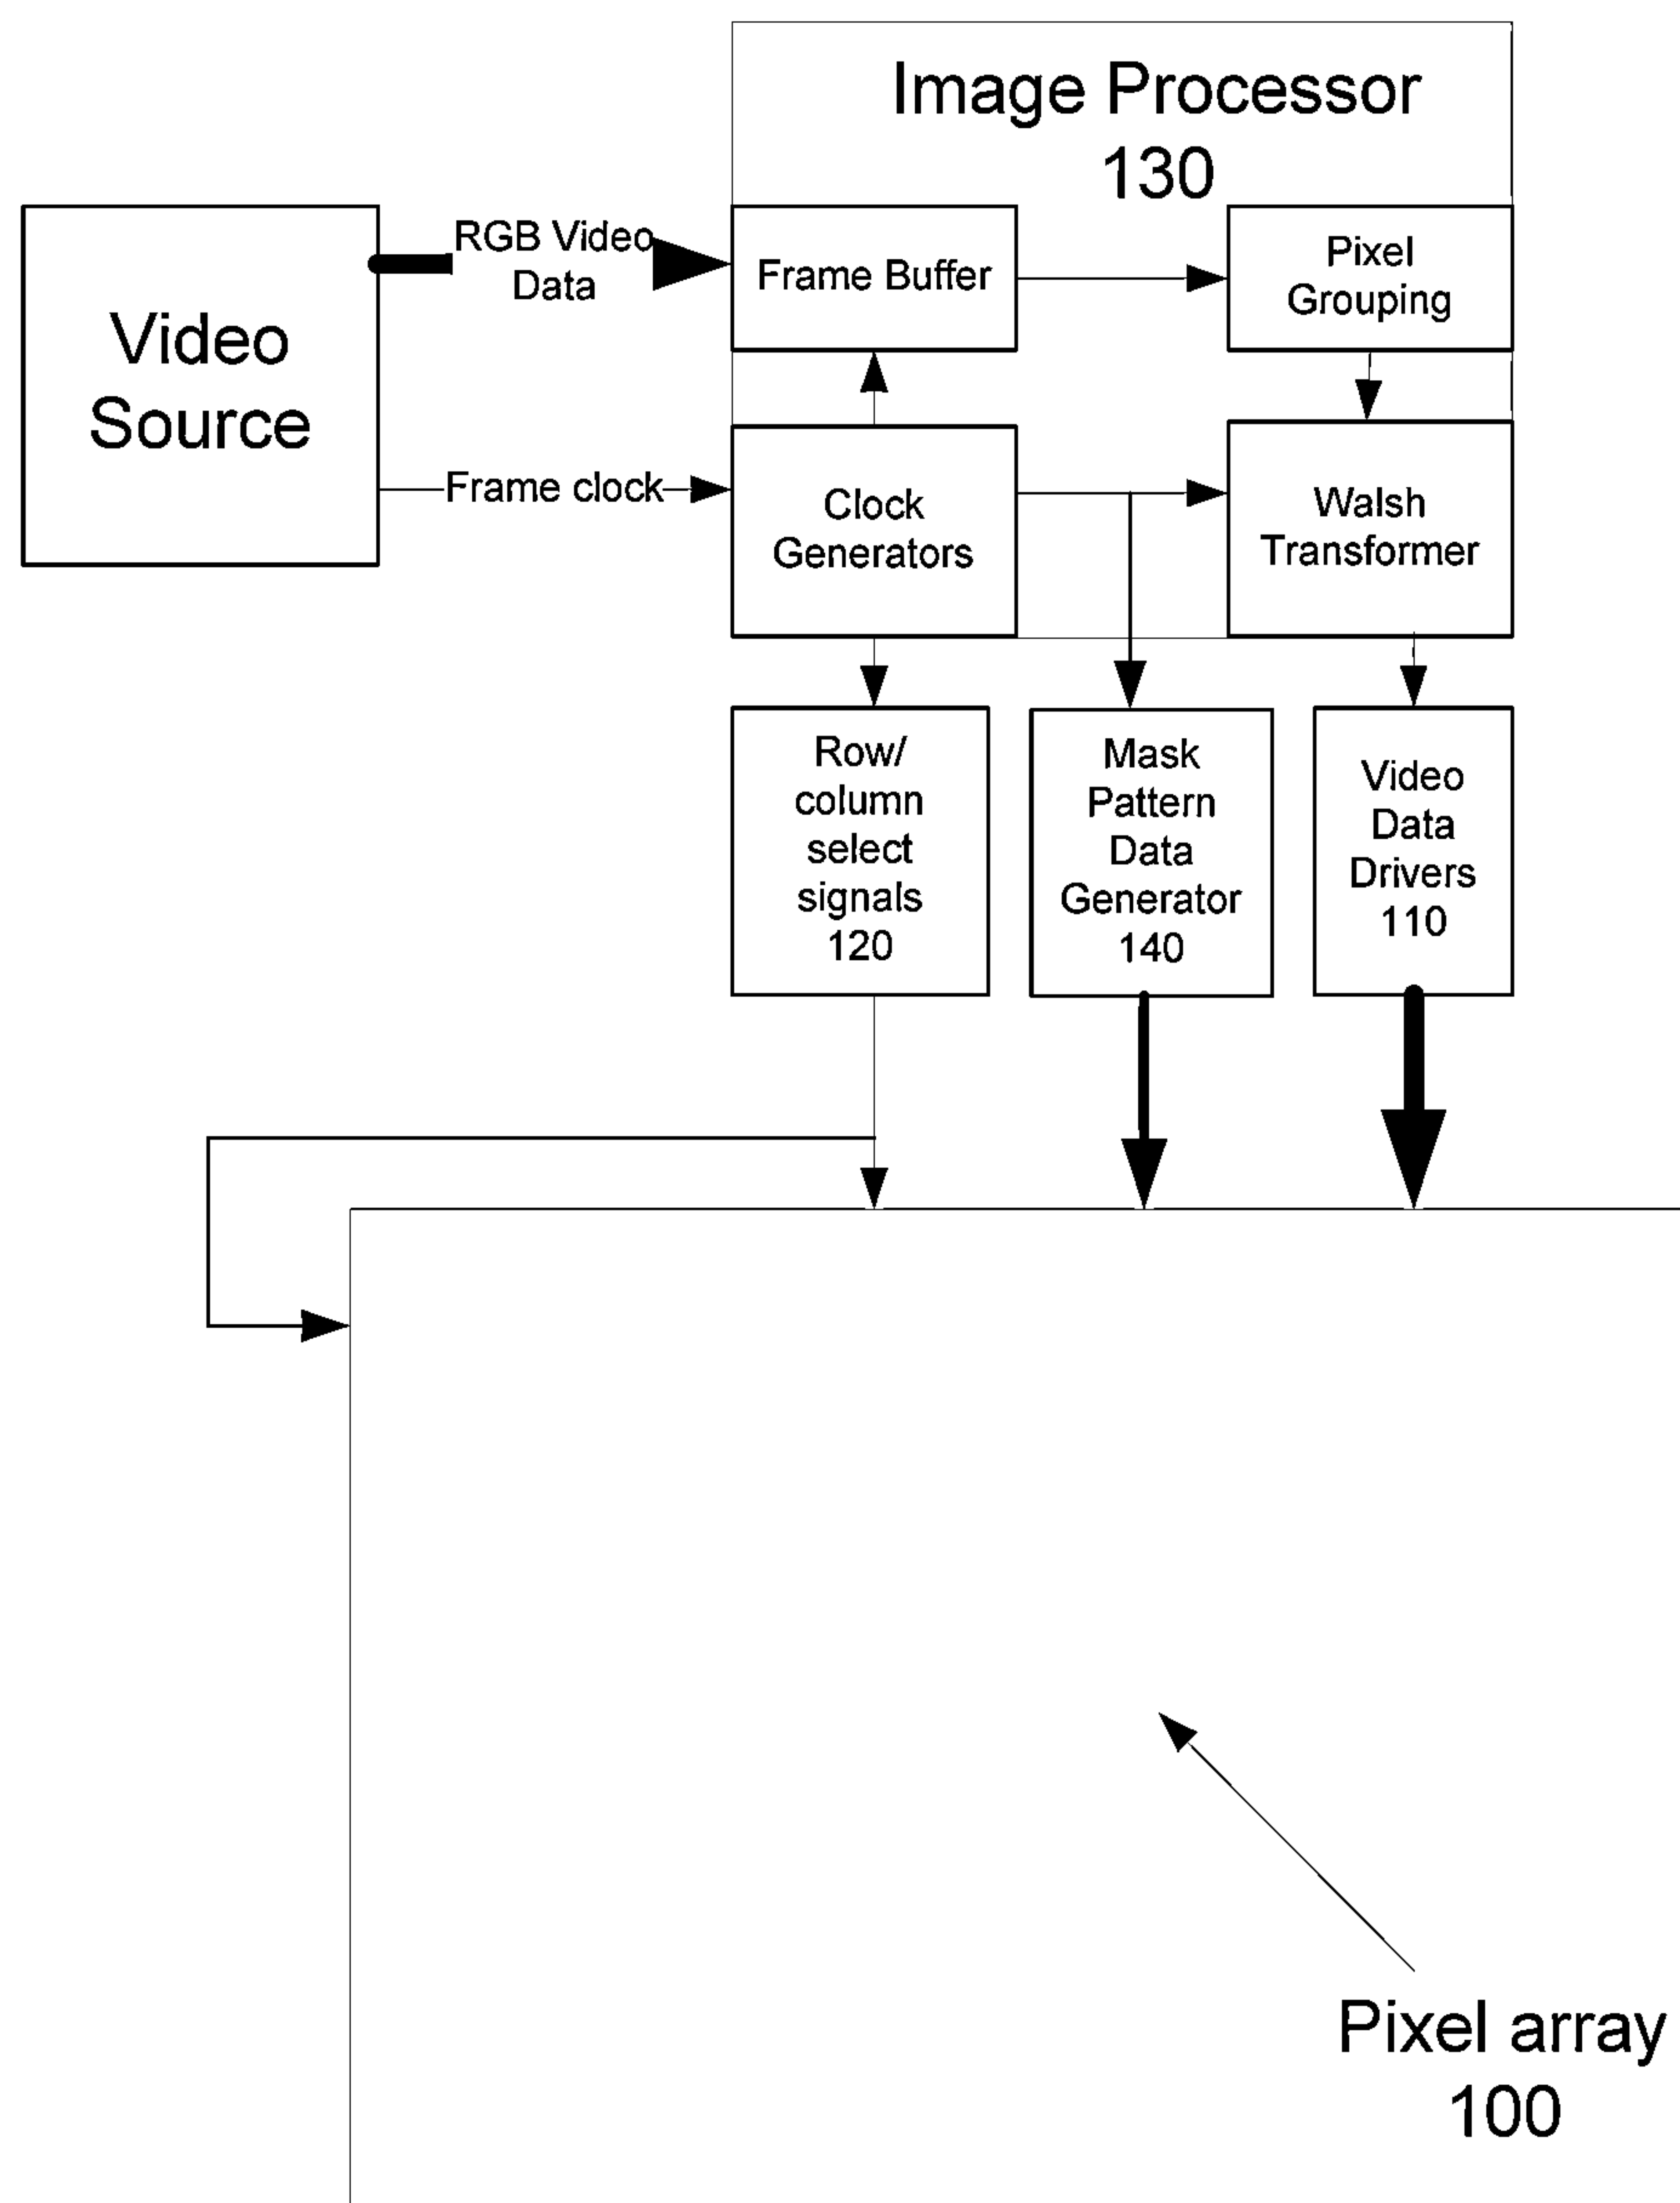 Image Processor
130
RGB Video
Data
Frame Buffer
Pixel
Grouping
Video
Source
Frame clock
Clock
Generators
Walsh
Transformer
Row/
column
select
signals
120
Mask
Pattern
Data
Generator
140
Video
Data
Drivers
110
Pixel array
100